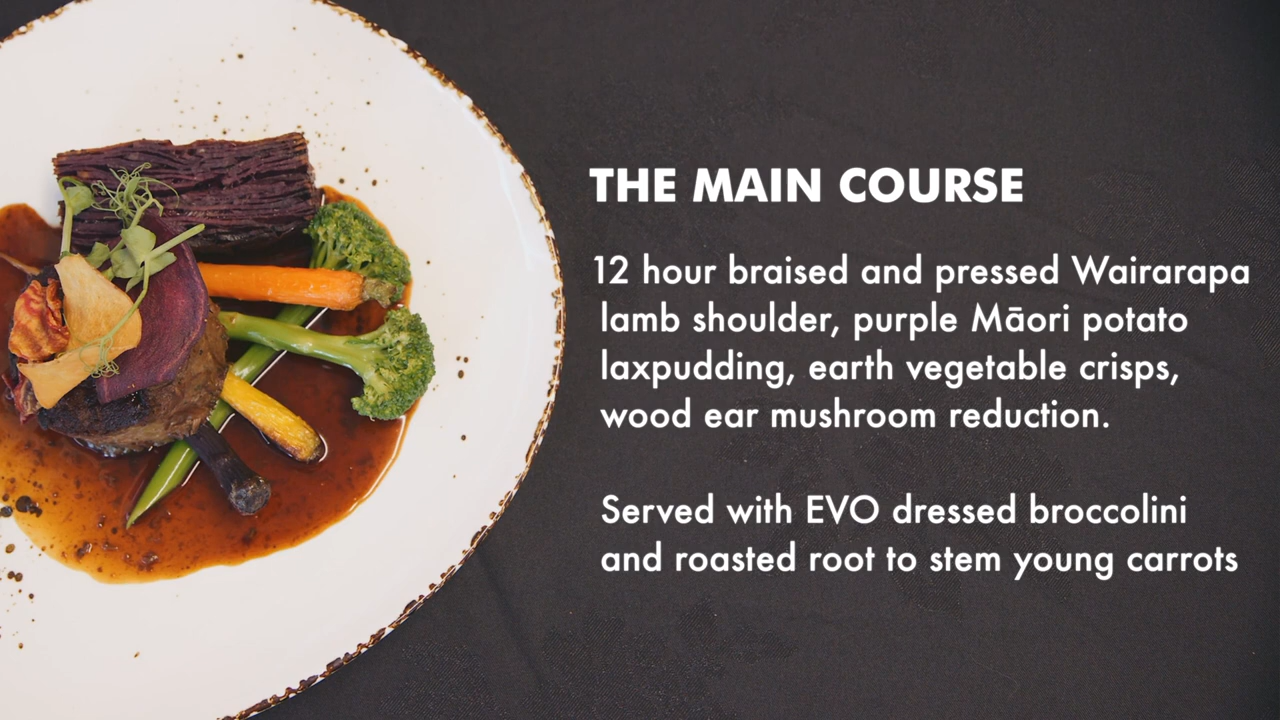 THE MAIN COURSE
12 hour braised and pressed Wairarapa
lamb shoulder, purple Māori potato
laxpudding, earth vegetable crisps,
wood ear mushroom reduction.
Served with EVO dressed broccolini
and roasted root to stem young carrots